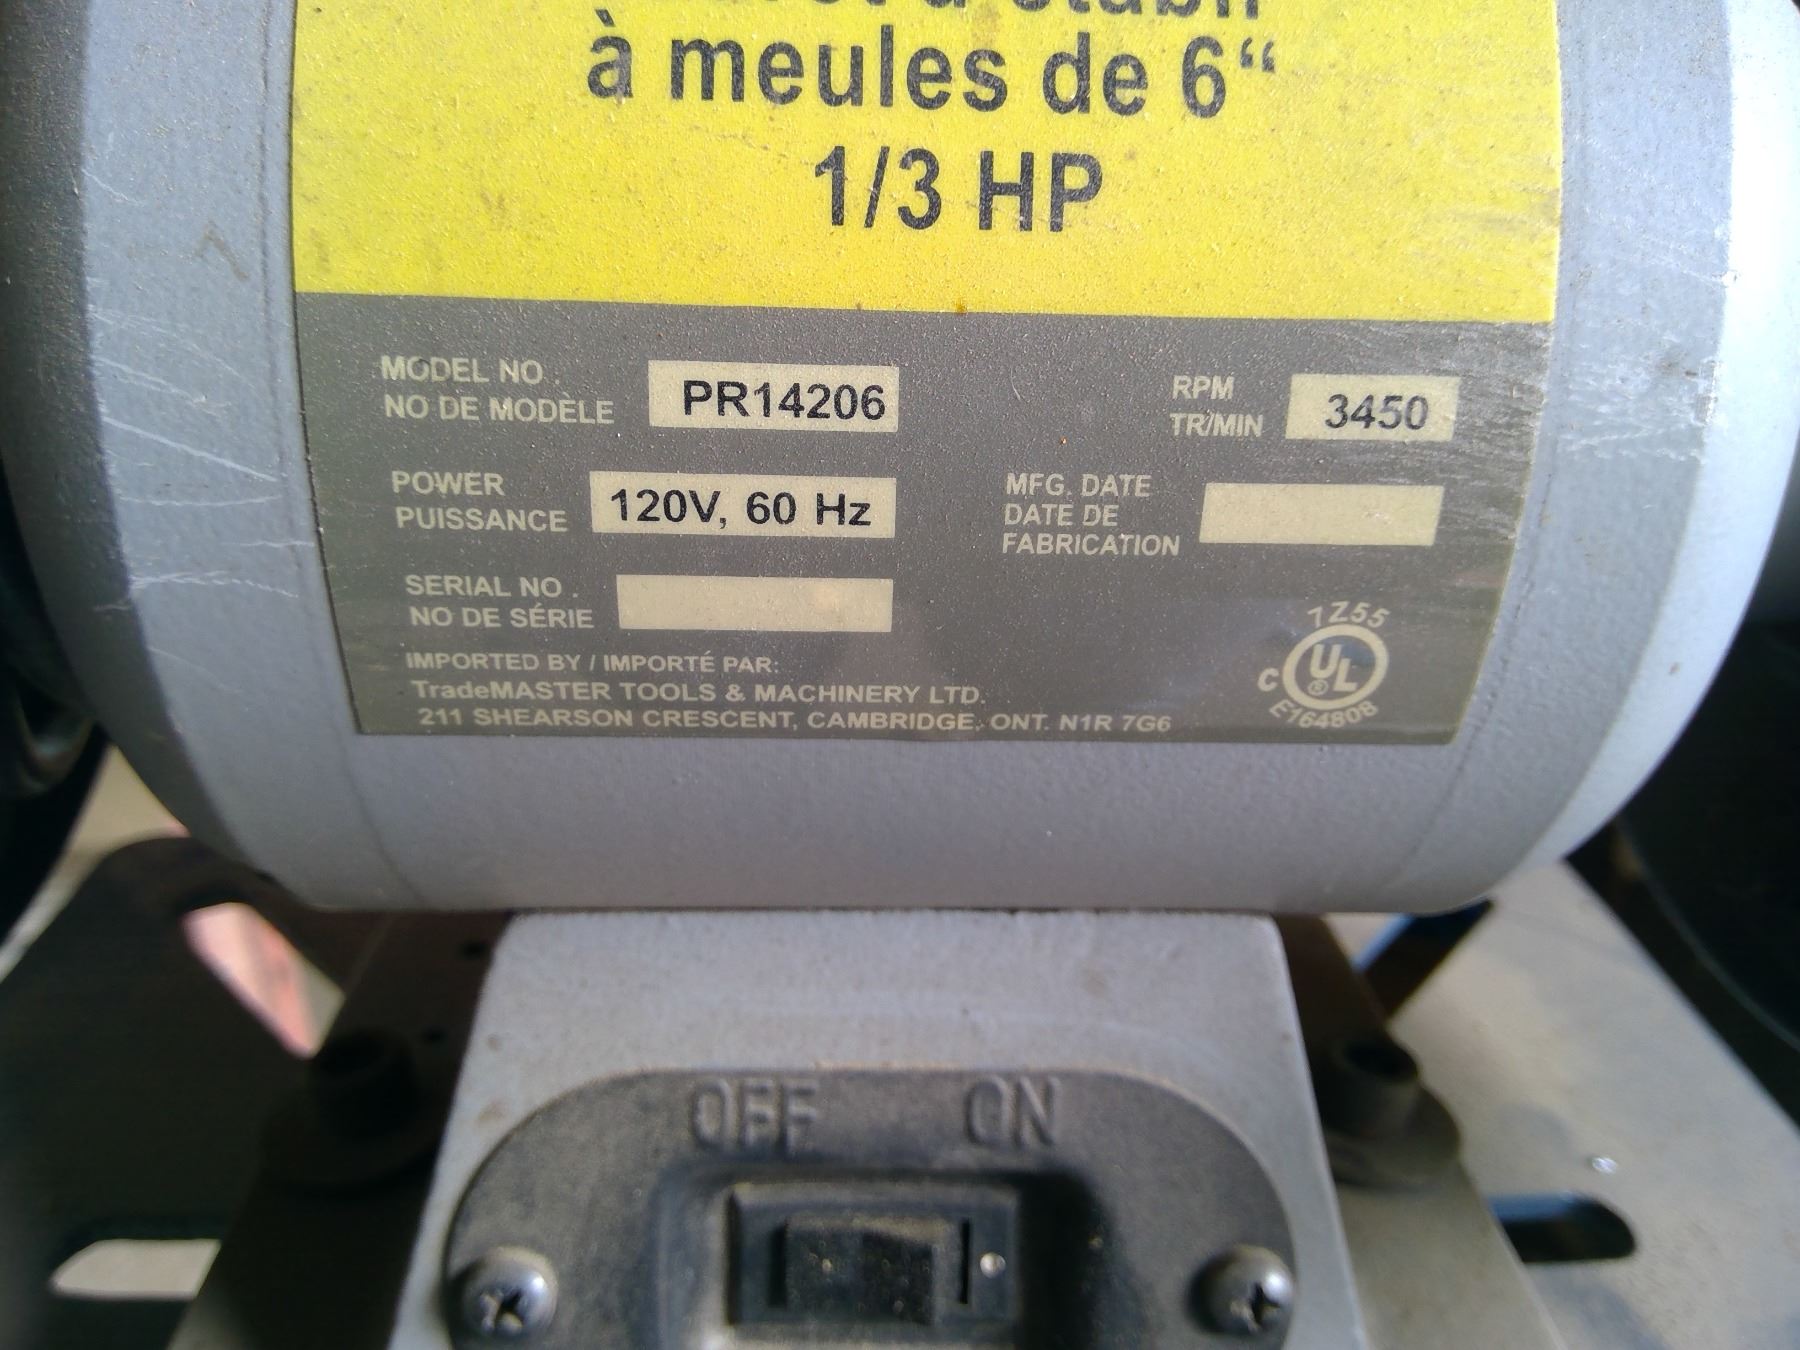 d'établi
à meules de 6“
1/3 HP
MODEL NO.
NO DE MODÈLE
PR14206
RPM
TR/MIN
3450
POWER
PUISSANCE
120V, 60 Hz
MFG. DATE
DATE DE
FABRICATION
SERIAL NO.
NO DE SÉRIE
IMPORTED BY / IMPORTÉ PAR:
TradeMASTER TOOLS & MACHINERY LTD.
211 SHEARSON CRESCENT, CAMBRIDGE, ONT. N1R 7G6
1Z55
C UL ®
E164808
OFF ON